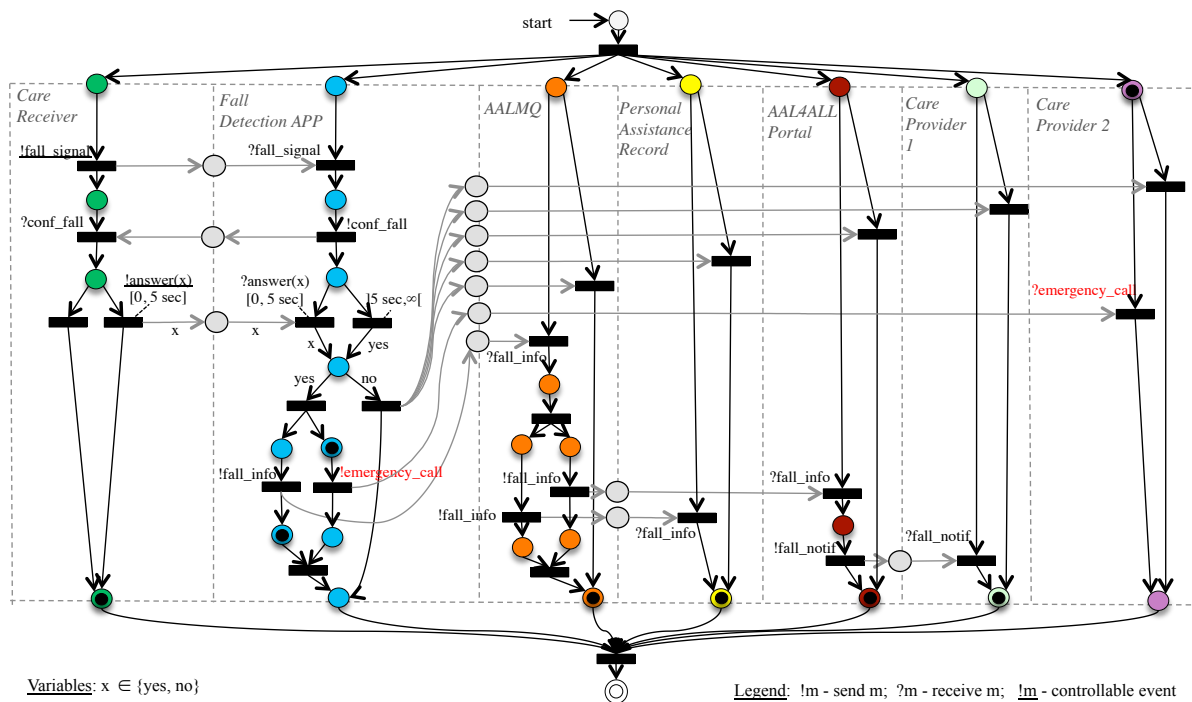 start
Care
Receiver
Fall
Detection APP
AALMQ
Personal
Assistance
Record
AAL4ALL
Portal
Care
Provider
1
Care
Provider 2
!fall_signal
?fall_signal
?conf_fall
!conf_fall
!answer(x)
[0, 5 sec]
?answer(x)
[0, 5 sec]
]5 sec,∞[
?emergency_call
x
x
x
yes
?fall_info
yes
no
!fall_info
!emergency_call
!fall_info
?fall_info
!fall_info
?fall_info
!fall_notif
?fall_notif
Variables: x ∈ {yes, no}
Legend: !m - send m; ?m - receive m; !m - controllable event